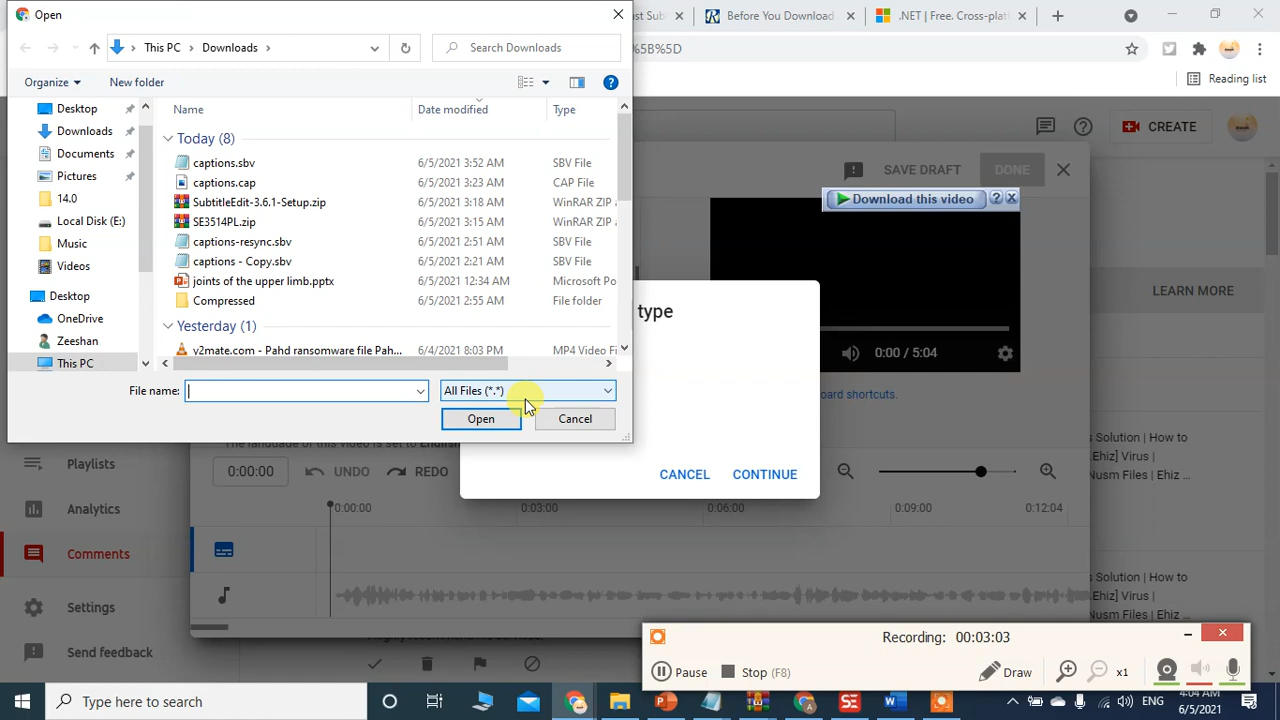 Open
ast Sub
Before You Download
.NET | Free. Cross-plat
This PC
Downloads
Search Downloads
%5B%5D
Organize
New folder
Reading list
Name
Date modified
Type
Desktop
Downloads
Documents
Pictures
14.0
Local Disk (E:)
Music
Videos
Desktop
OneDrive
Zeeshan
This PC
Today (8)
captions.sbv 6/5/2021 3:52 AM SBV File
captions.cap 6/5/2021 3:23 AM CAP File
SubtitleEdit-3.6.1-Setup.zip 6/5/2021 3:18 AM WinRAR ZIP a
SE3514PL.zip 6/5/2021 3:15 AM WinRAR ZIP a
captions-resync.sbv 6/5/2021 2:51 AM SBV File
captions - Copy.sbv 6/5/2021 2:21 AM SBV File
joints of the upper limb.pptx 6/5/2021 12:34 AM Microsoft Po
Compressed 6/5/2021 2:55 AM File folder
Yesterday (1)
v2mate.com - Pahd ransomware file Pah... 6/4/2021 8:03 PM MP4 Video Fi
File name:
All Files (*.*)
Open
Cancel
CREATE
SAVE DRAFT
DONE
Download this video
LEARN MORE
type
0:00 / 5:04
board shortcuts.
CANCEL
CONTINUE
The language of this video is set to English
0:00:00
UNDO
REDO
0:00:00
0:03:00
0:06:00
0:09:00
0:12:04
s Solution | How to
Ehiz] Virus |
Nusm Files | Ehiz ...
s Solution | How to
[Ehiz] Virus |
Nusm Files | Ehiz ...
Playlists
Analytics
Comments
Settings
Send feedback
Recording: 00:03:03
Pause
Stop (F8)
Draw
x1
Type here to search
ENG
4:04 AM
6/5/2021